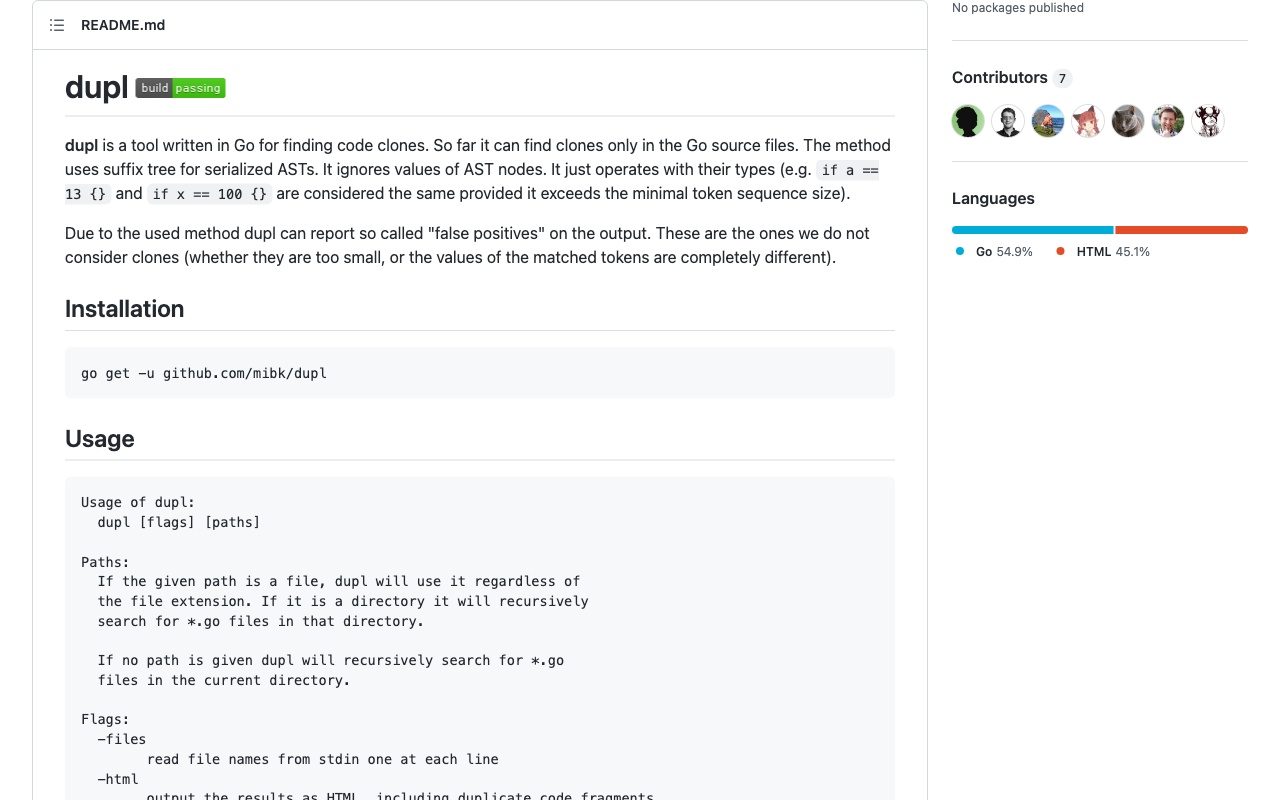 README.md
dupl build passing
dupl is a tool written in Go for finding code clones. So far it can find clones only in the Go source files. The method
uses suffix tree for serialized ASTs. It ignores values of AST nodes. It just operates with their types (e.g. if a ==
13 {} and if x == 100 {} are considered the same provided it exceeds the minimal token sequence size).
Due to the used method dupl can report so called "false positives" on the output. These are the ones we do not
consider clones (whether they are too small, or the values of the matched tokens are completely different).
Installation
go get -u github.com/mibk/dupl
Usage
Usage of dupl:
  dupl [flags] [paths]
Paths:
  If the given path is a file, dupl will use it regardless of
  the file extension. If it is a directory it will recursively
  search for *.go files in that directory.
  If no path is given dupl will recursively search for *.go
  files in the current directory.
Flags:
  -files
        read file names from stdin one at each line
  -html
        output the results as HTML, including duplicate code fragments
No packages published
Contributors 7
Languages
Go 54.9% HTML 45.1%